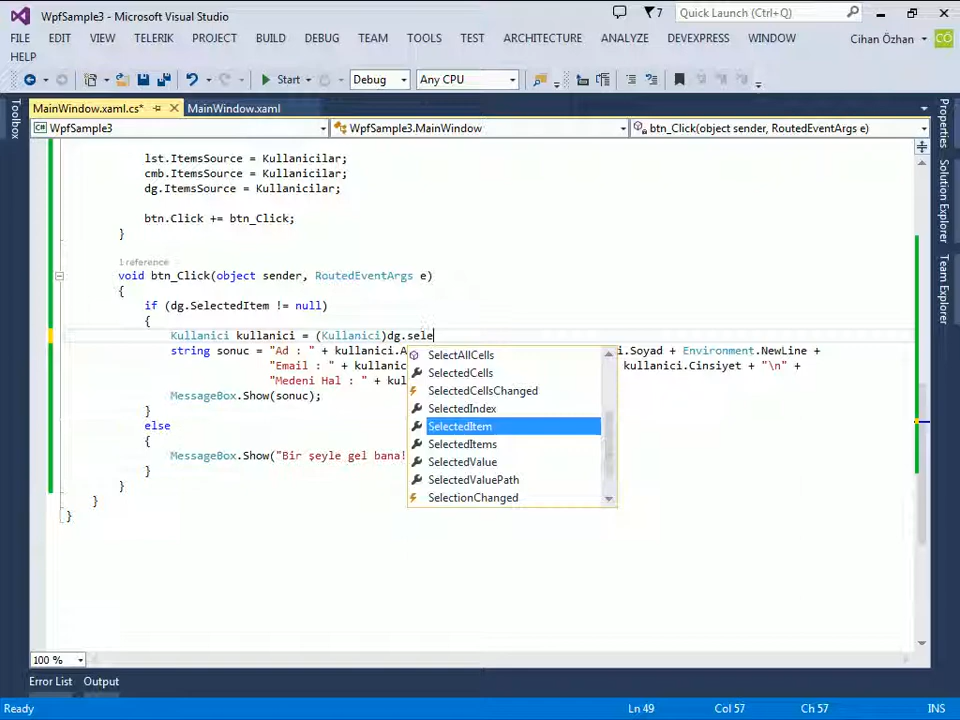 WpfSample3 - Microsoft Visual Studio
7
Quick Launch (Ctrl+Q)
FILE EDIT VIEW TELERIK PROJECT BUILD DEBUG TEAM TOOLS TEST ARCHITECTURE ANALYZE DEVEXPRESS WINDOW
Cihan Özhan CÖ
HELP
Start Debug Any CPU
MainWindow.xaml.cs* MainWindow.xaml
WpfSample3 WpfSample3.MainWindow btn_Click(object sender, RoutedEventArgs e)
Toolbox
Properties
Solution Explorer
Team Explorer
lst.ItemsSource = Kullanicilar;
cmb.ItemsSource = Kullanicilar;
dg.ItemsSource = Kullanicilar;
btn.Click += btn_Click;
}
1 reference
void btn_Click(object sender, RoutedEventArgs e)
{
if (dg.SelectedItem != null)
{
Kullanici kullanici = (Kullanici)dg.sele
string sonuc = "Ad : " + kullanici.A i.Soyad + Environment.NewLine +
"Email : " + kullanic kullanici.Cinsiyet + "\n" +
"Medeni Hal : " + kul
MessageBox.Show(sonuc);
}
else
{
MessageBox.Show("Bir şeyle gel bana!
}
}
}
}
SelectAllCells
SelectedCells
SelectedCellsChanged
SelectedIndex
SelectedItem
SelectedItems
SelectedValue
SelectedValuePath
SelectionChanged
100 %
Error List Output
Ready Ln 49 Col 57 Ch 57 INS